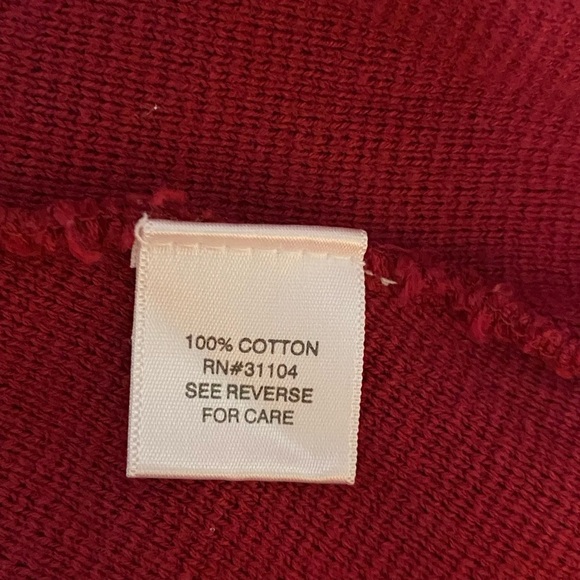 100% COTTON
RN#31104
SEE REVERSE
FOR CARE